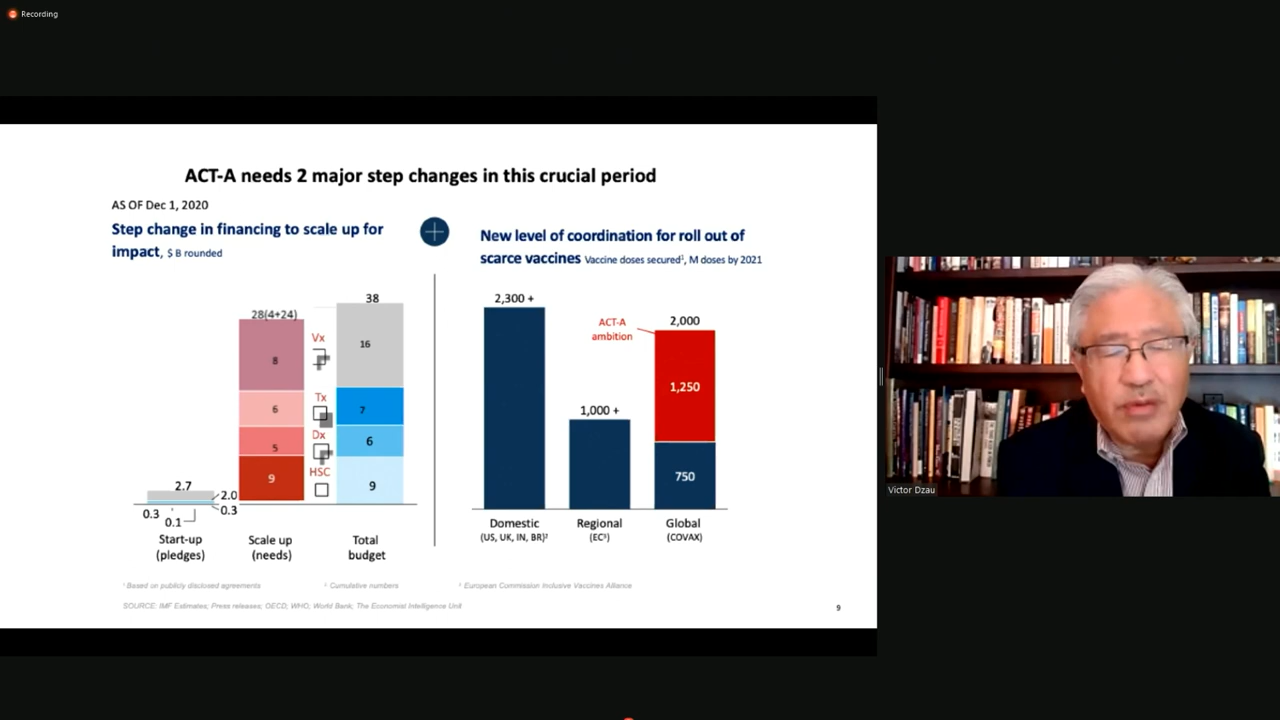 Recording
ACT-A needs 2 major step changes in this crucial period
AS OF Dec 1, 2020
Step change in financing to scale up for
impact, $ B rounded
28(4+24)
38
8
6
5
9
Vx
Tx
Dx
HSC
16
7
6
9
2.7
2.0
0.3
0.3
0.1
Start-up
(pledges)
Scale up
(needs)
Total
budget
New level of coordination for roll out of
scarce vaccines Vaccine doses secured¹, M doses by 2021
2,300 +
1,000 +
ACT-A
ambition
2,000
1,250
750
Domestic
(US, UK, IN, BR)²
Regional
(EC³)
Global
(COVAX)
¹ Based on publicly disclosed agreements
² Cumulative numbers
³ European Commission Inclusive Vaccines Alliance
SOURCE: IMF Estimates; Press releases; OECD; WHO; World Bank; The Economist Intelligence Unit
9
Victor Dzau